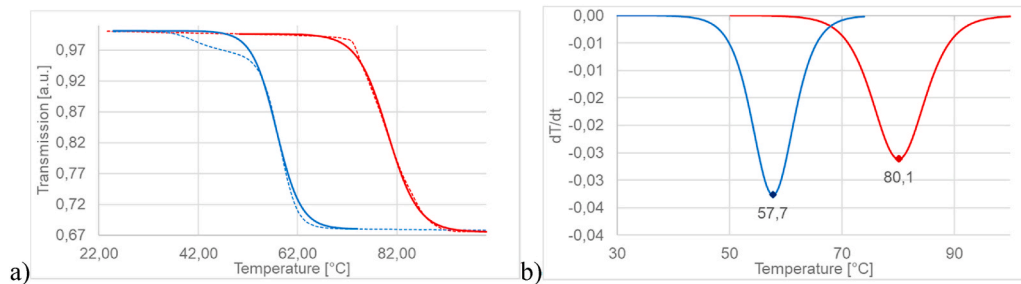 0,97
0,92
0,87
0,82
0,77
0,72
0,67
Transmission [a.u.]
22,00 42,00 62,00 82,00
Temperature [°C]
a)
0,00
-0,01
-0,01
-0,02
-0,02
-0,03
-0,03
-0,04
-0,04
dT/dt
80,1
57,7
30 50 70 90
Temperature [°C]
b)